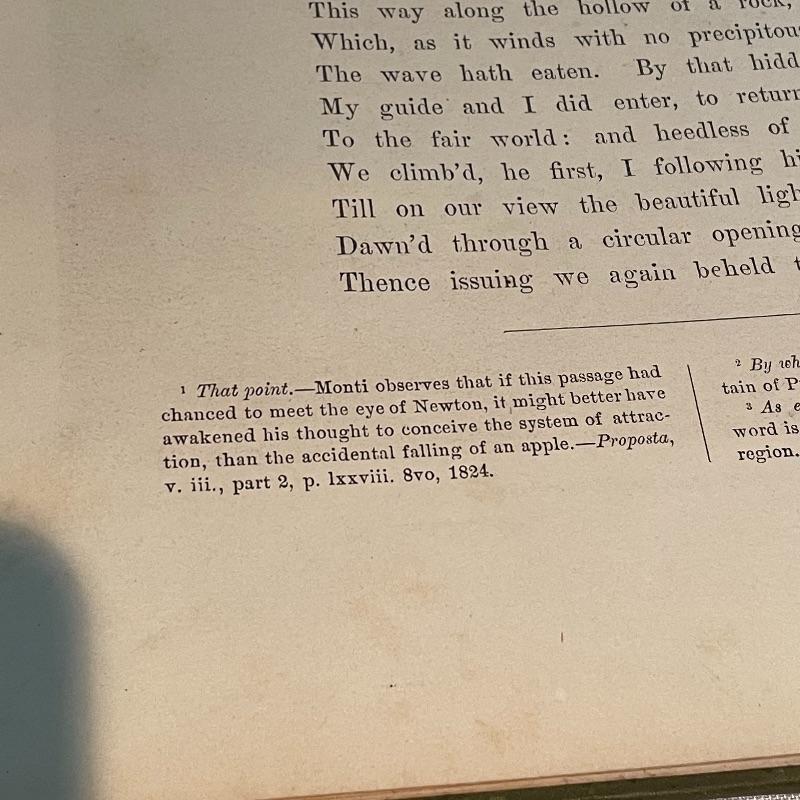 This way along the hollow of a rock,
Which, as it winds with no precipitou
The wave hath eaten. By that hidd
My guide and I did enter, to return
To the fair world: and heedless of
We climb'd, he first, I following hi
Till on our view the beautiful ligh
Dawn'd through a circular opening
Thence issuing we again beheld t
¹ That point.—Monti observes that if this passage had
chanced to meet the eye of Newton, it might better have
awakened his thought to conceive the system of attrac-
tion, than the accidental falling of an apple.—Proposta,
v. iii., part 2, p. lxxviii. 8vo, 1824.
² By wh
tain of P
³ As e
word is
region.